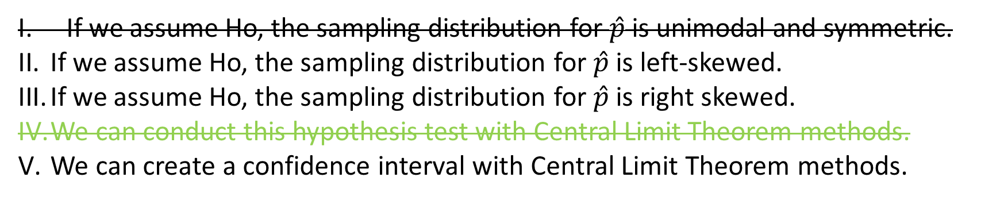 I. If we assume Ho, the sampling distribution for p̂ is unimodal and symmetric.
II. If we assume Ho, the sampling distribution for p̂ is left-skewed.
III. If we assume Ho, the sampling distribution for p̂ is right skewed.
IV. We can conduct this hypothesis test with Central Limit Theorem methods.
V. We can create a confidence interval with Central Limit Theorem methods.